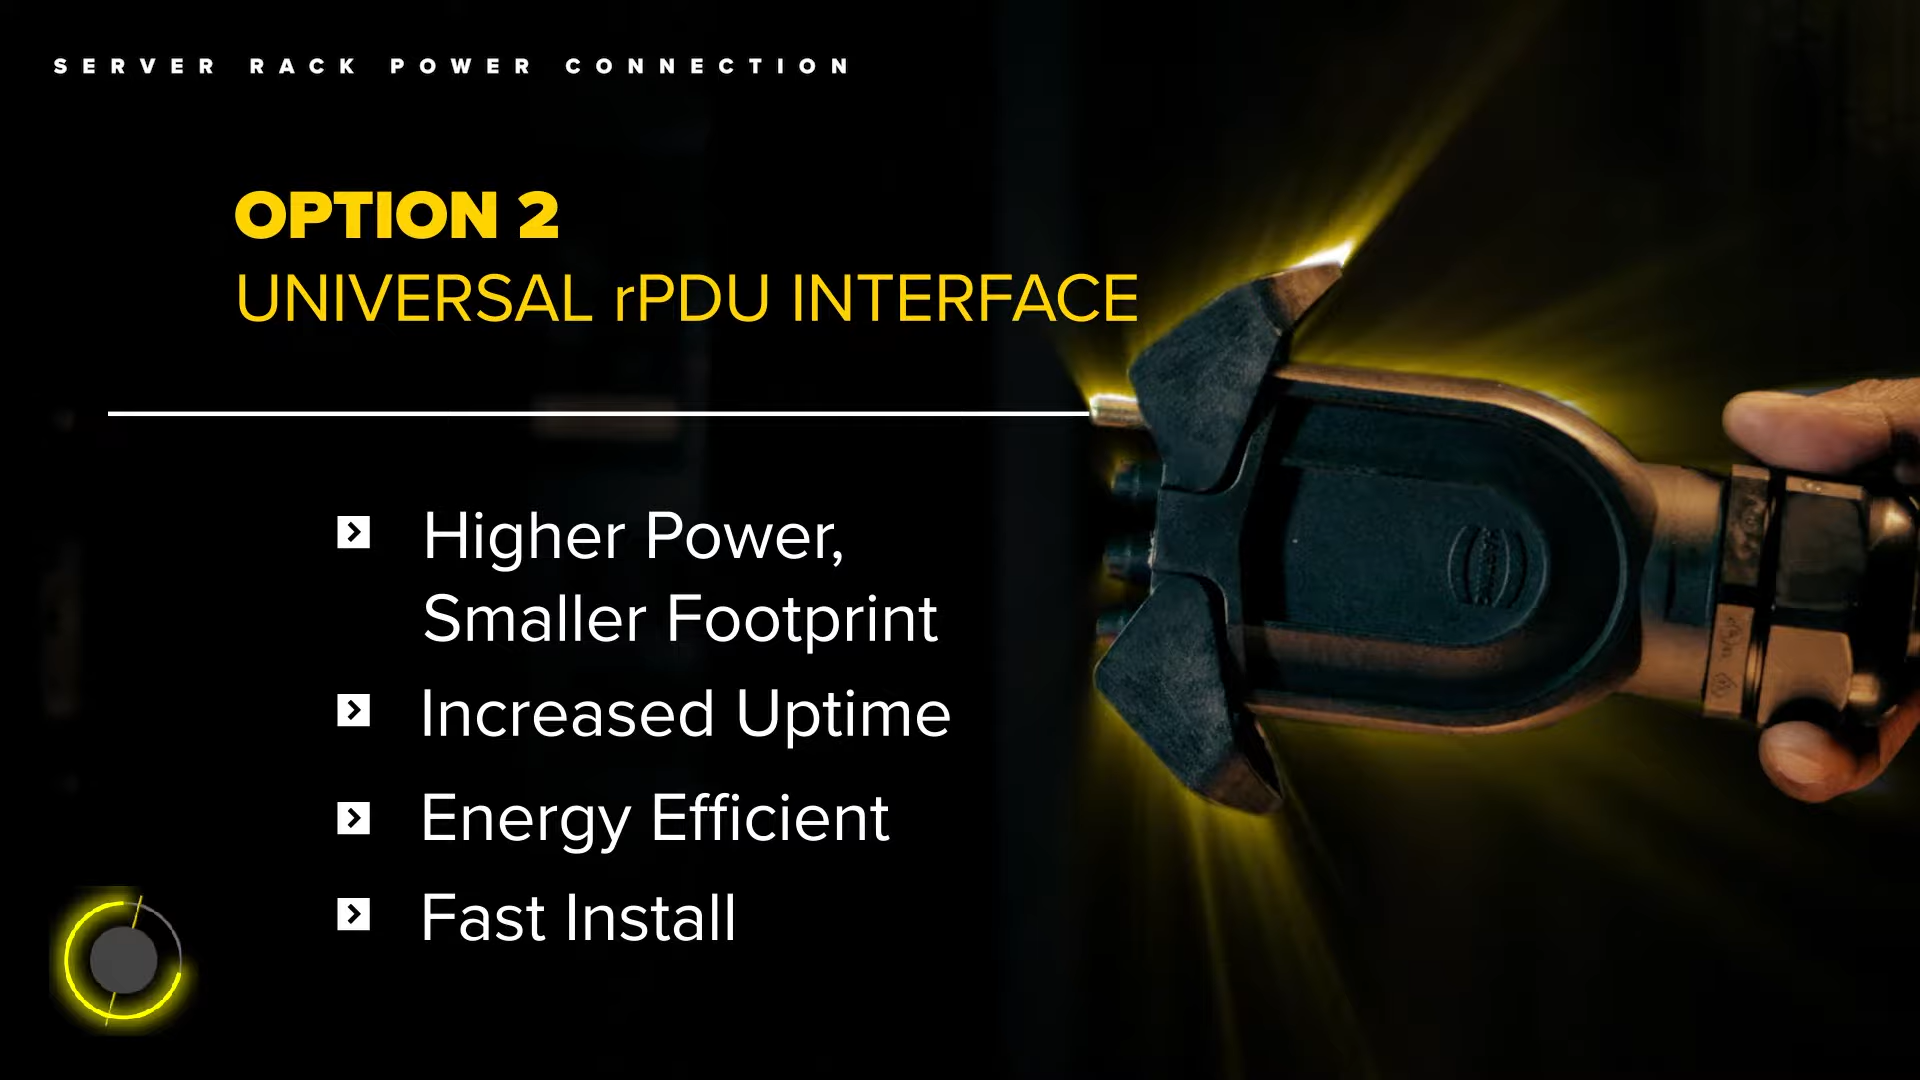 SERVER RACK POWER CONNECTION
OPTION 2
UNIVERSAL rPDU INTERFACE
Higher Power,
Smaller Footprint
Increased Uptime
Energy Efficient
Fast Install